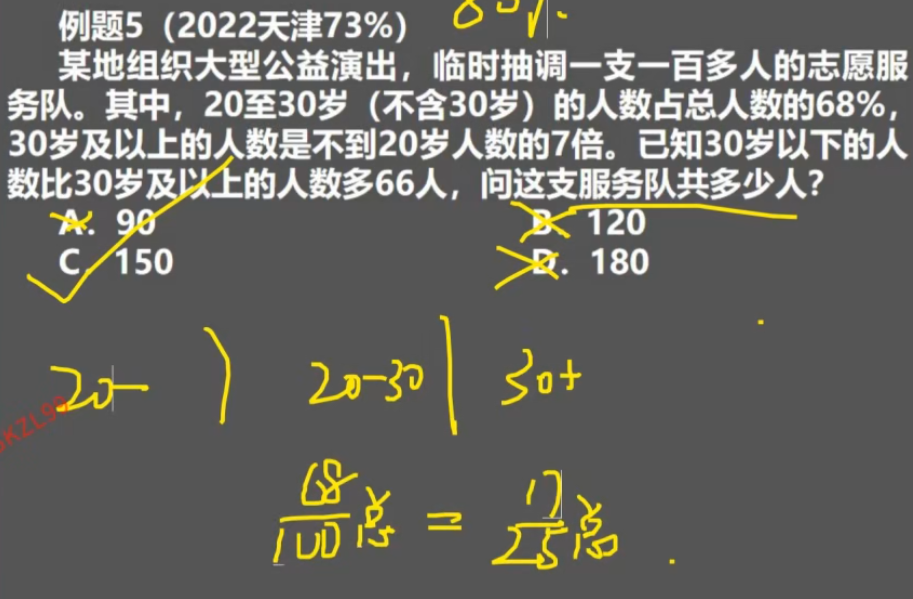 例题5（2022天津73%）
某地组织大型公益演出，临时抽调一支一百多人的志愿服
务队。其中，20至30岁（不含30岁）的人数占总人数的68%，
30岁及以上的人数是不到20岁人数的7倍。已知30岁以下的人
数比30岁及以上的人数多66人，问这支服务队共多少人？
A. 90 B. 120
C. 150 D. 180
20- 20-30 30+
68/100 总 = 17/25 总